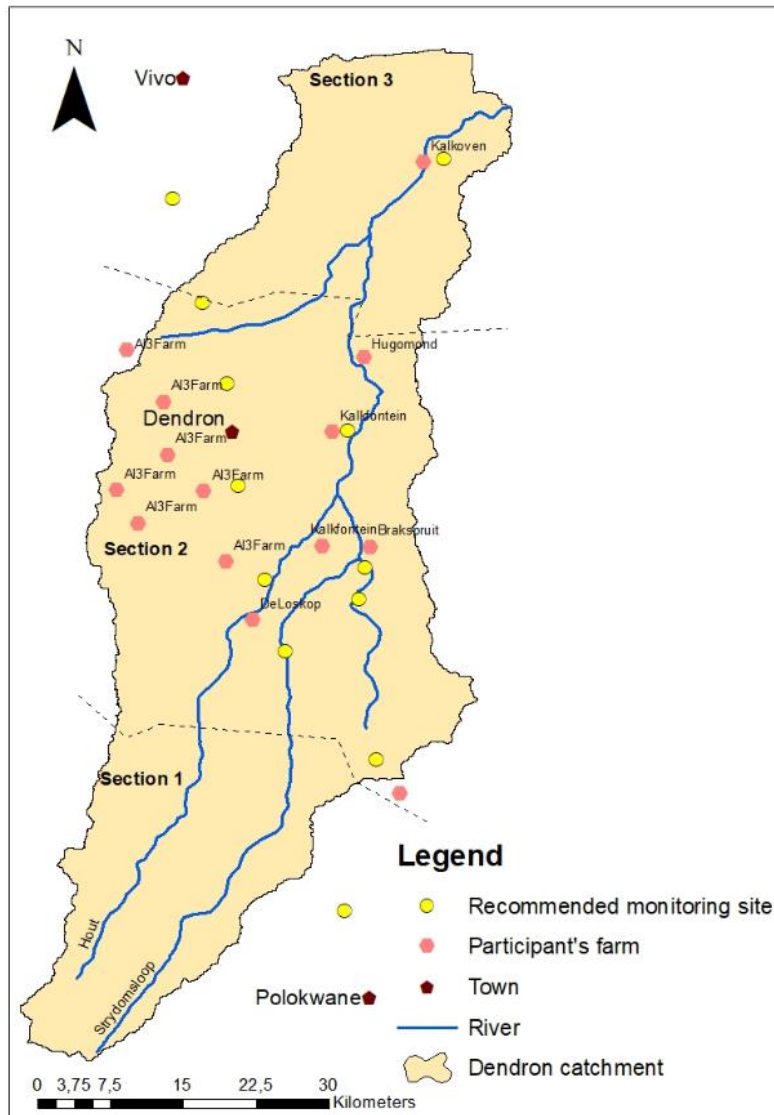 N
Vivo
Section 3
Kalkoven
Al3Farm
Hugomond
Al3Farm
Dendron
Kalkfontein
Al3Farm
Al3Farm
Al3Farm
Al3Farm
Section 2
Al3Farm
Kalkfontein
Brakspruit
DeLoskop
Section 1
Hout
Strydomsloop
Polokwane
Legend
Recommended monitoring site
Participant's farm
Town
River
Dendron catchment
0 3,75 7,5 15 22,5 30
Kilometers